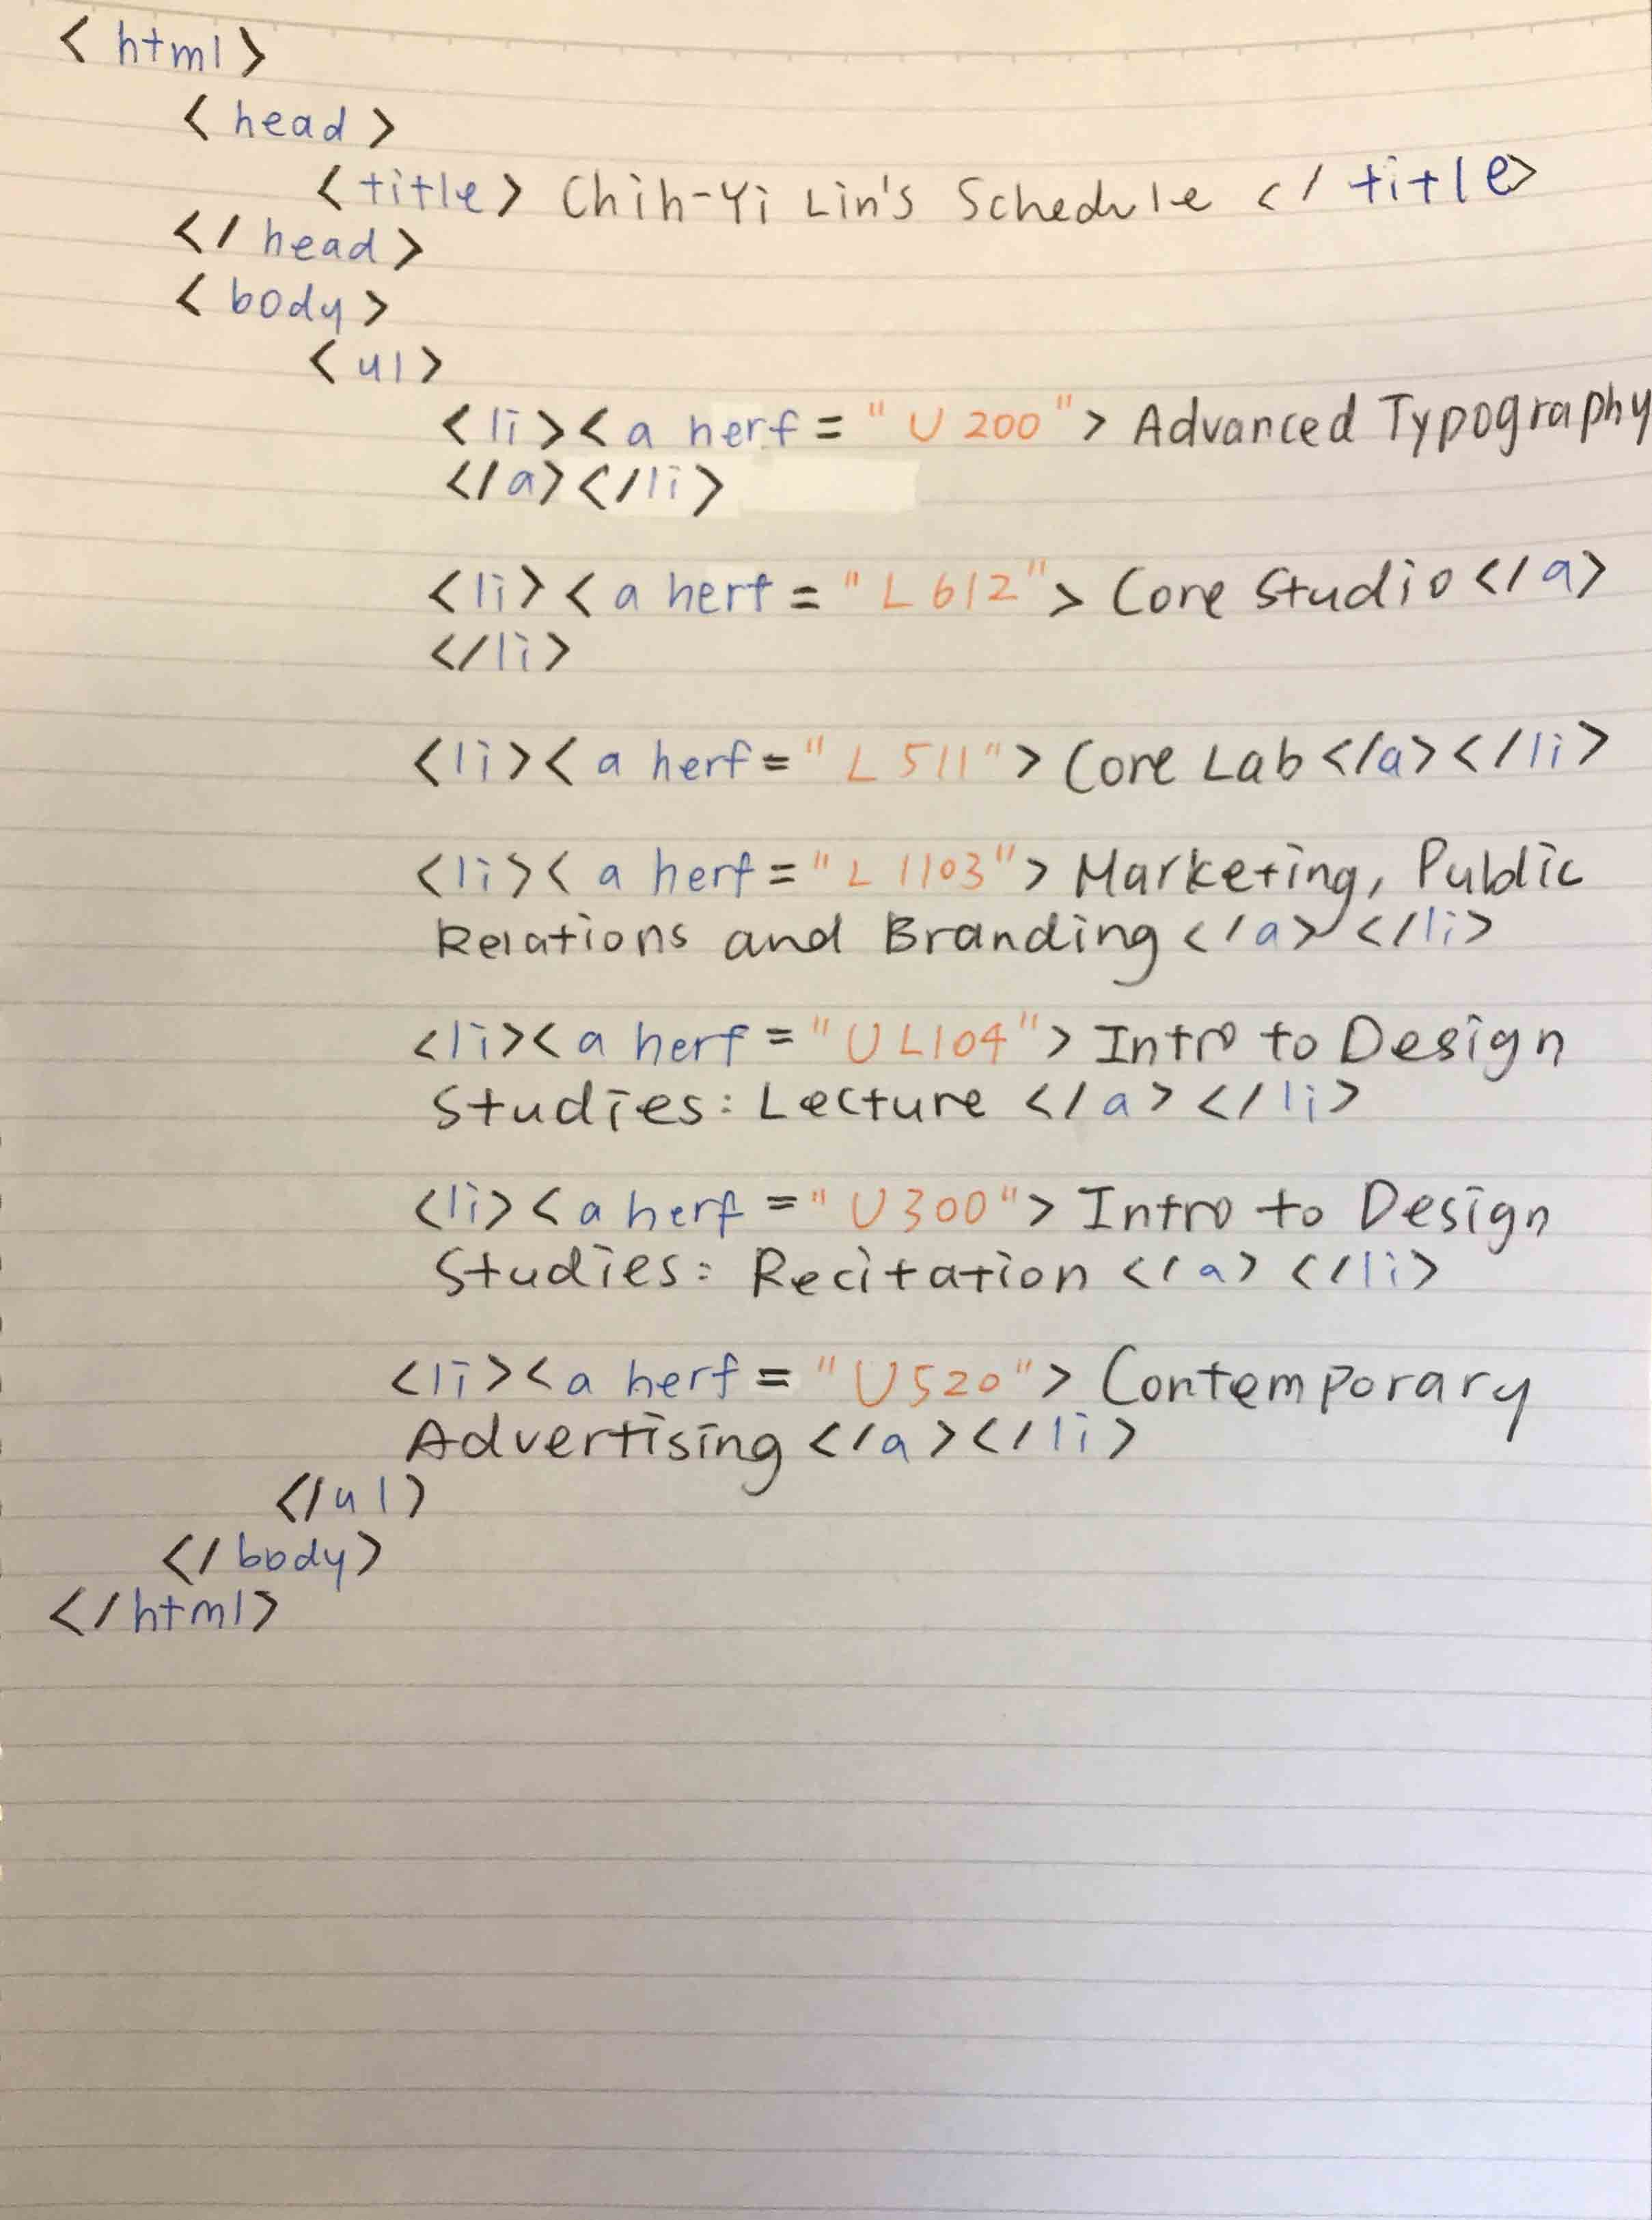 < html >
< head >
< title > Chih-Yi Lin's Schedule </ title>
</ head >
< body >
< ul >
< li >< a herf = " U 200 " > Advanced Typography
</ a ></ li >
< li >< a herf = " L 612 " > Core Studio </ a >
</ li >
< li >< a herf = " L 511 " > Core Lab </ a ></ li >
< li >< a herf = " L 1103 " > Marketing, Public
Relations and Branding </ a ></ li >
< li >< a herf = " UL104 " > Intro to Design
Studies: Lecture </ a ></ li >
< li >< a herf = " U300 " > Intro to Design
Studies: Recitation </ a ></ li >
< li >< a herf = " U520 " > Contemporary
Advertising </ a ></ li >
</ ul >
</ body >
</ html >